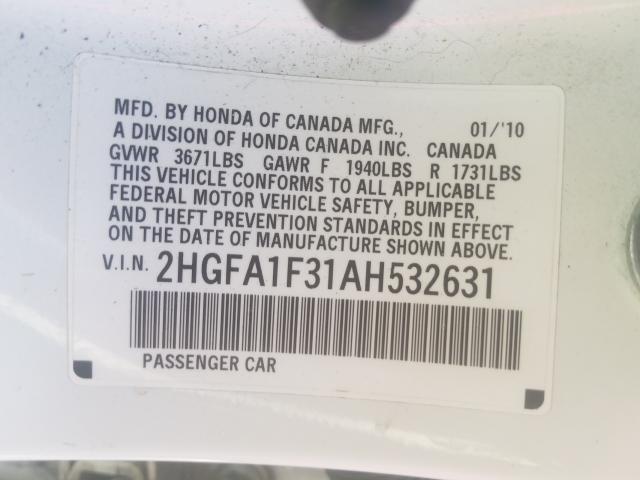 MFD. BY HONDA OF CANADA MFG., 01/'10
A DIVISION OF HONDA CANADA INC. CANADA
GVWR 3671LBS GAWR F 1940LBS R 1731LBS
THIS VEHICLE CONFORMS TO ALL APPLICABLE
FEDERAL MOTOR VEHICLE SAFETY, BUMPER,
AND THEFT PREVENTION STANDARDS IN EFFECT
ON THE DATE OF MANUFACTURE SHOWN ABOVE.
V.I.N. 2HGFA1F31AH532631
PASSENGER CAR